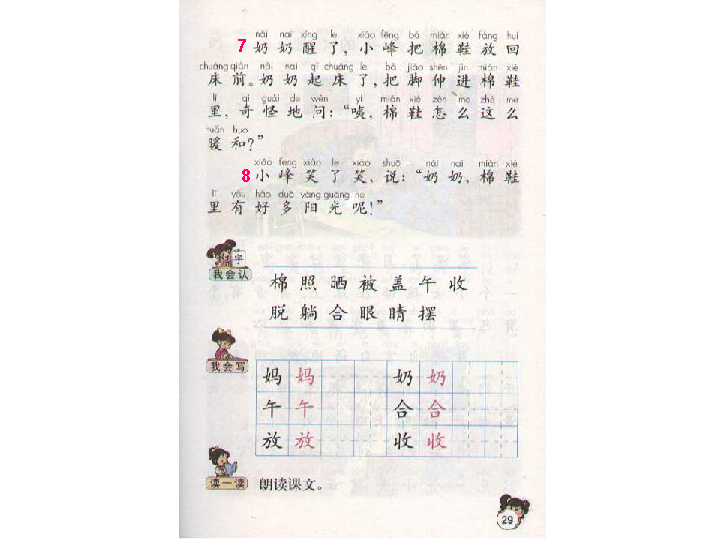 nǎi nai xǐng le xiǎo fēng bǎ mián xié fàng huí
7 奶奶醒了,小峰把棉鞋放回
chuáng qián nǎi nai qǐ chuáng le bǎ jiǎo shēn jìn mián xié
床前。奶奶起床了,把脚伸进棉鞋
lǐ qí guài de wèn yí mián xié zěn me zhè me
里,奇怪地问:“咦,棉鞋怎么这么
nuǎn huo
暖和?”
xiǎo fēng xiào le xiào shuō nǎi nai mián xié
8 小峰笑了笑,说:“奶奶,棉鞋
lǐ yǒu hǎo duō yáng guāng ne
里有好多阳光呢!”
字
我会认
棉照晒被盖午收
脱躺合眼睛摆
我会写
妈妈 奶奶
午午 合合
放放 收收
读一读 朗读课文。
29